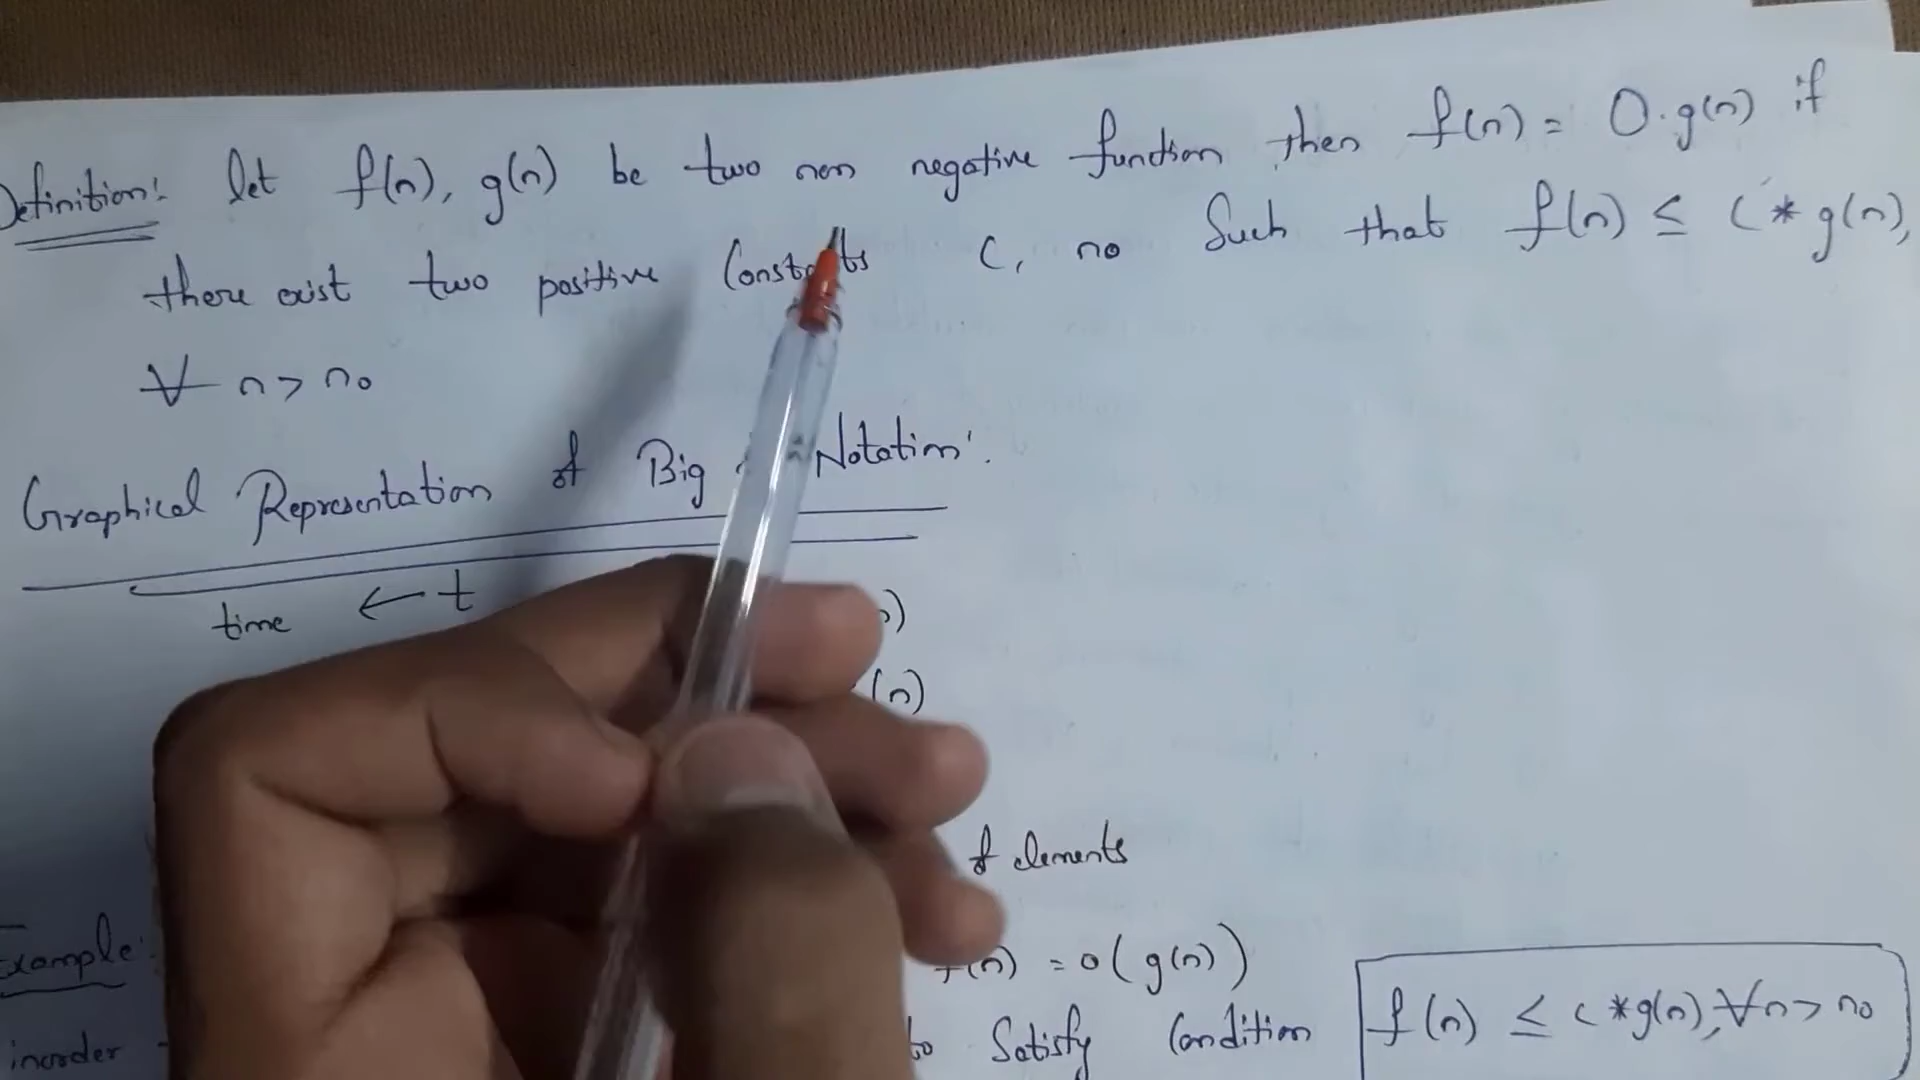 Definition: let f(n), g(n) be two non negative function then f(n) = O.g(n) if
there exist two positive Constants C, no Such that f(n) ≤ C * g(n),
∀ n > no
Graphical Representation of Big Notation:
time ← t
(n)
of elements
Example:
f(n) = o(g(n))
inorder to Satisfy Condition
f(n) ≤ c * g(n), ∀n > no